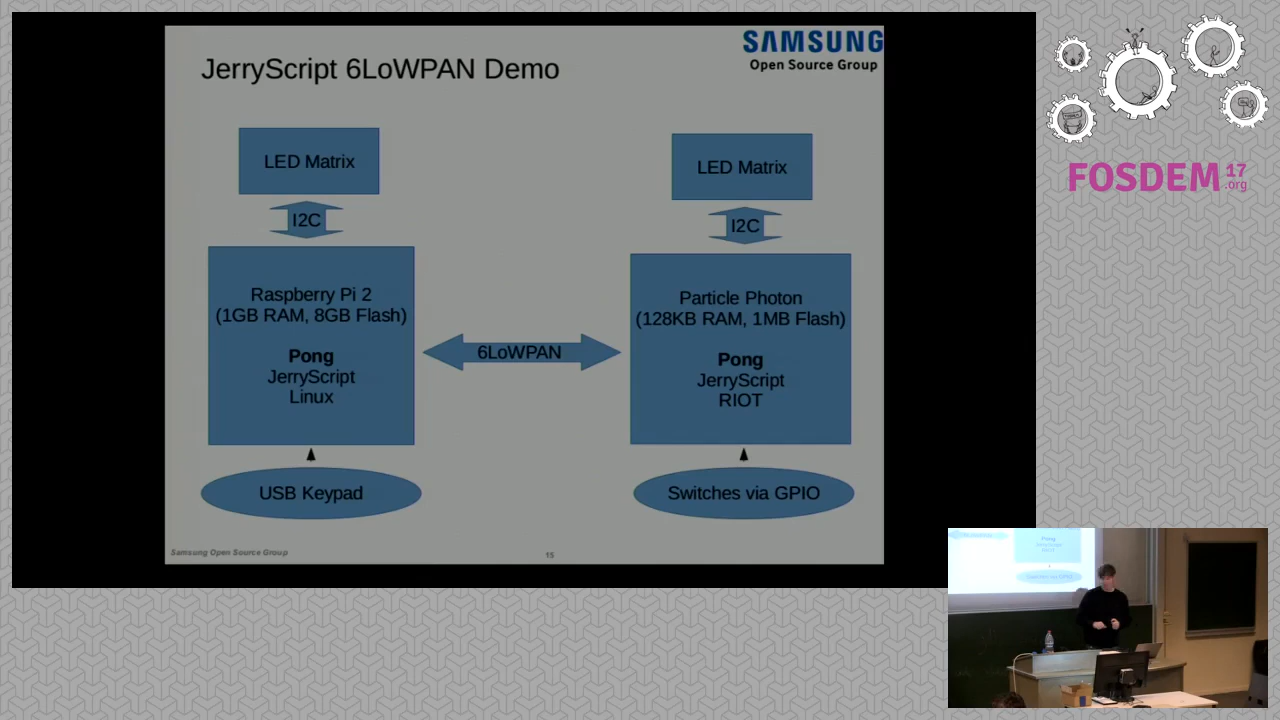 JerryScript 6LoWPAN Demo
SAMSUNG
Open Source Group
LED Matrix
I2C
Raspberry Pi 2
(1GB RAM, 8GB Flash)
Pong
JerryScript
Linux
USB Keypad
6LoWPAN
LED Matrix
I2C
Particle Photon
(128KB RAM, 1MB Flash)
Pong
JerryScript
RIOT
Switches via GPIO
Samsung Open Source Group
15
FOSDEM 17
.org